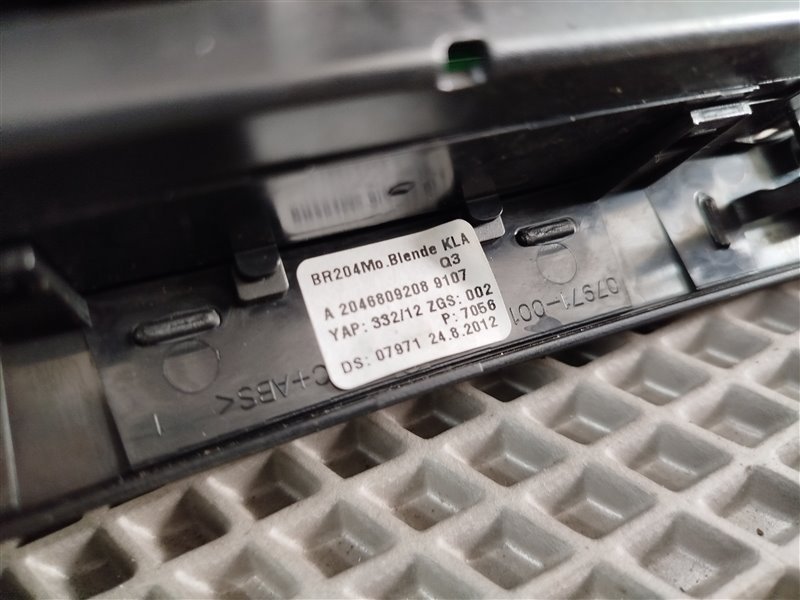 BR204Mo.Blende KLA
Q3
A 2046809208 9107
YAP: 332/12 ZGS: 002
P: 7056
DS: 07971 24.8.2012
07971-001
C+ABS<